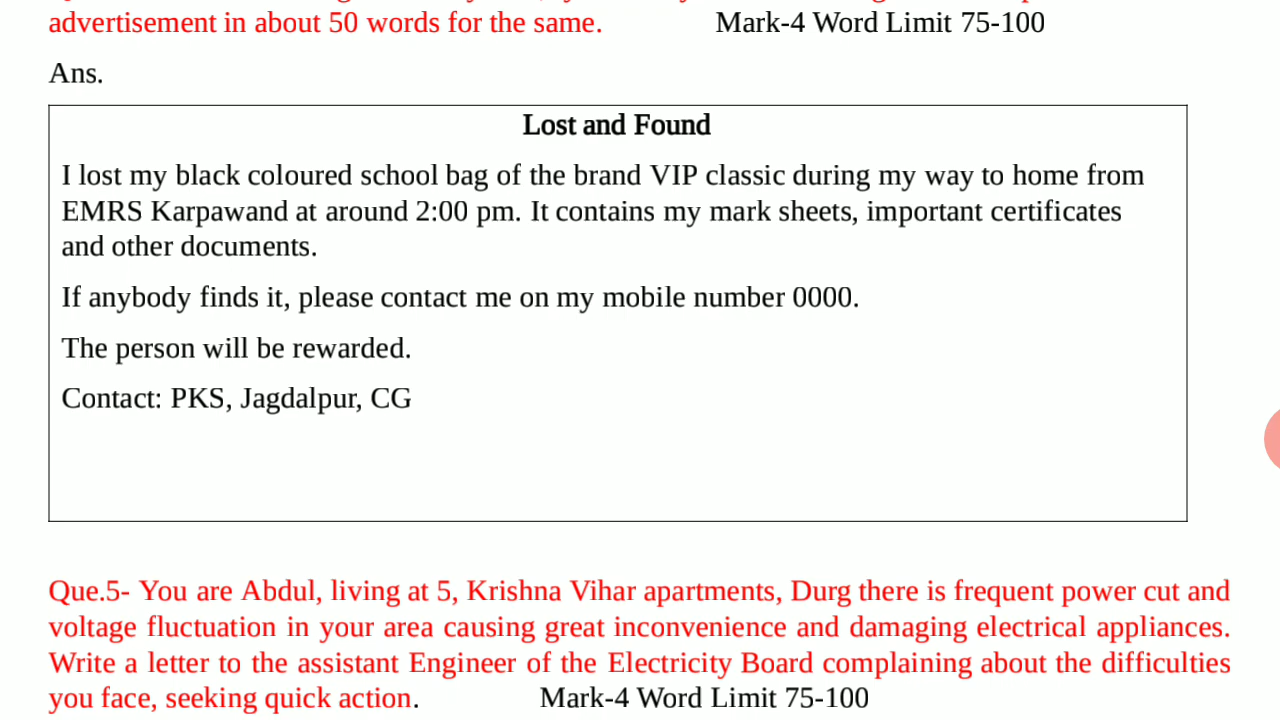 advertisement in about 50 words for the same. Mark-4 Word Limit 75-100
Ans.
Lost and Found
I lost my black coloured school bag of the brand VIP classic during my way to home from
EMRS Karpawand at around 2:00 pm. It contains my mark sheets, important certificates
and other documents.
If anybody finds it, please contact me on my mobile number 0000.
The person will be rewarded.
Contact: PKS, Jagdalpur, CG
Que.5- You are Abdul, living at 5, Krishna Vihar apartments, Durg there is frequent power cut and
voltage fluctuation in your area causing great inconvenience and damaging electrical appliances.
Write a letter to the assistant Engineer of the Electricity Board complaining about the difficulties
you face, seeking quick action. Mark-4 Word Limit 75-100